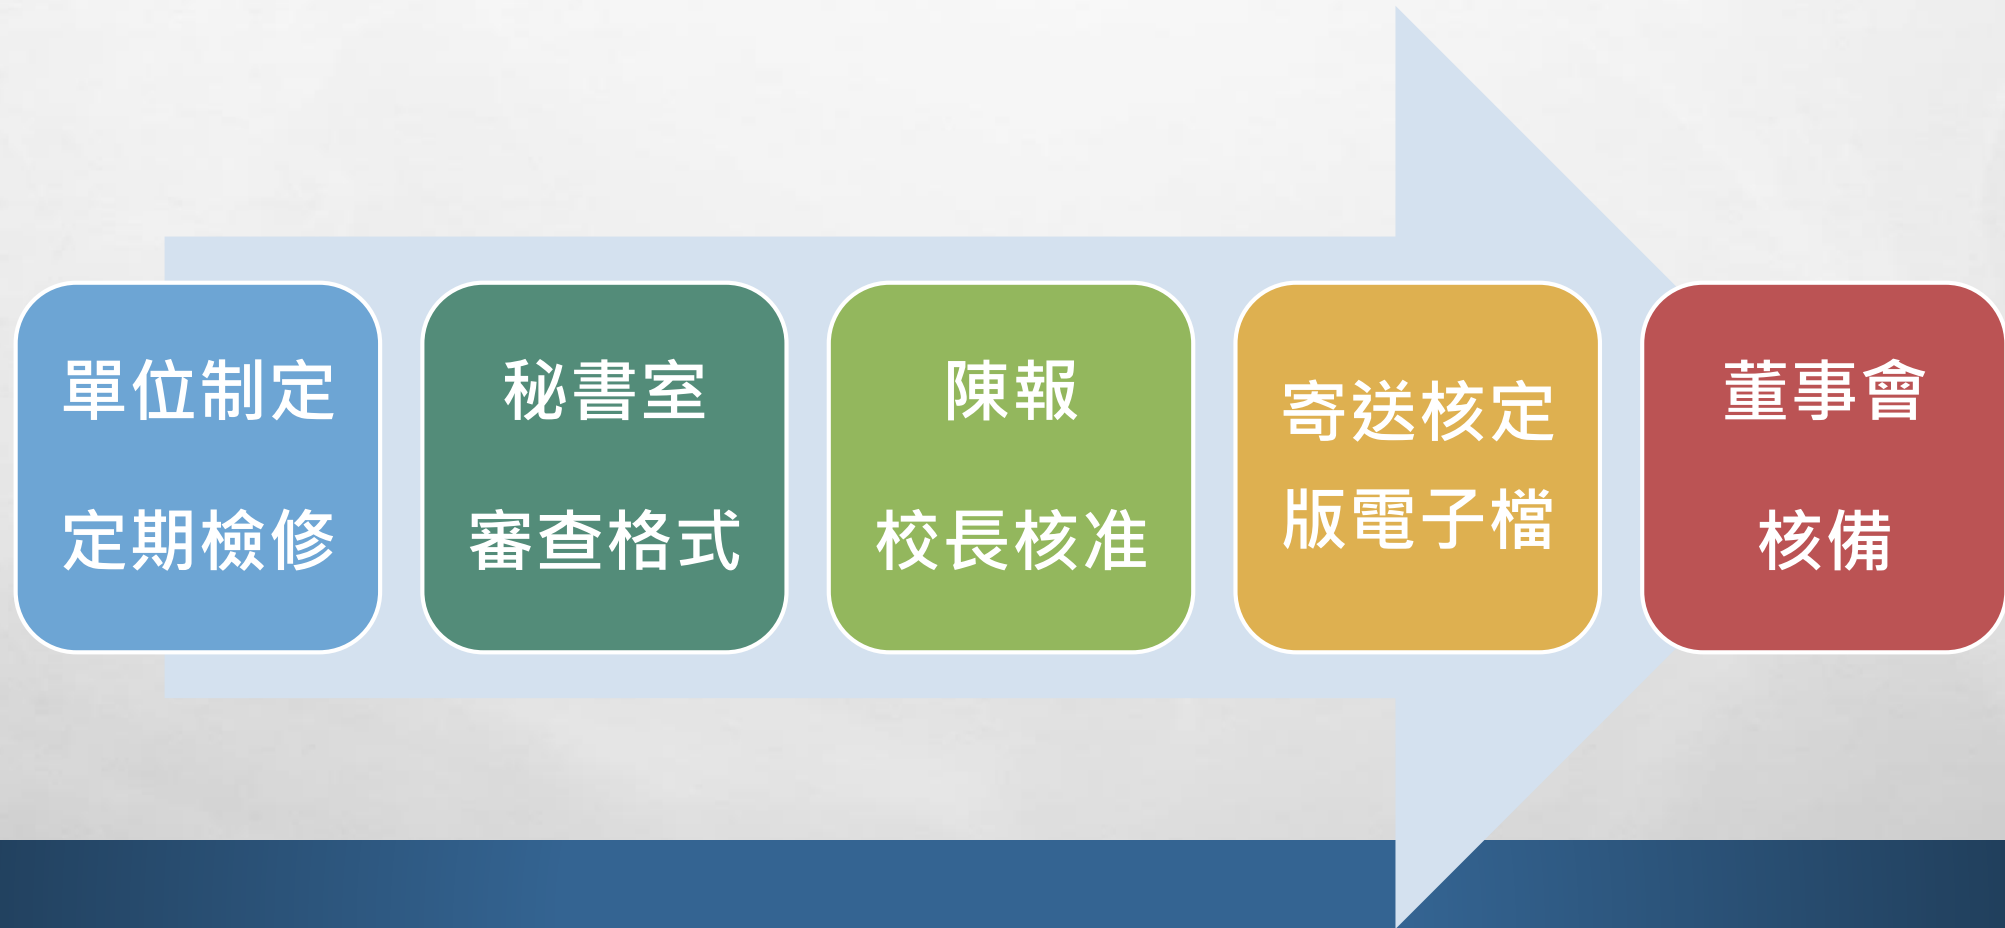 單位制定
定期檢修
秘書室
審查格式
陳報
校長核准
寄送核定
版電子檔
董事會
核備